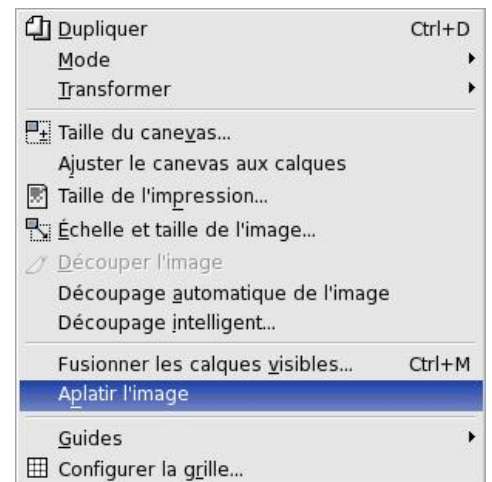 Dupliquer Ctrl+D
Mode
Transformer
Taille du canevas...
Ajuster le canevas aux calques
Taille de l'impression...
Échelle et taille de l'image...
Découper l'image
Découpage automatique de l'image
Découpage intelligent...
Fusionner les calques visibles... Ctrl+M
Aplatir l'image
Guides
Configurer la grille...